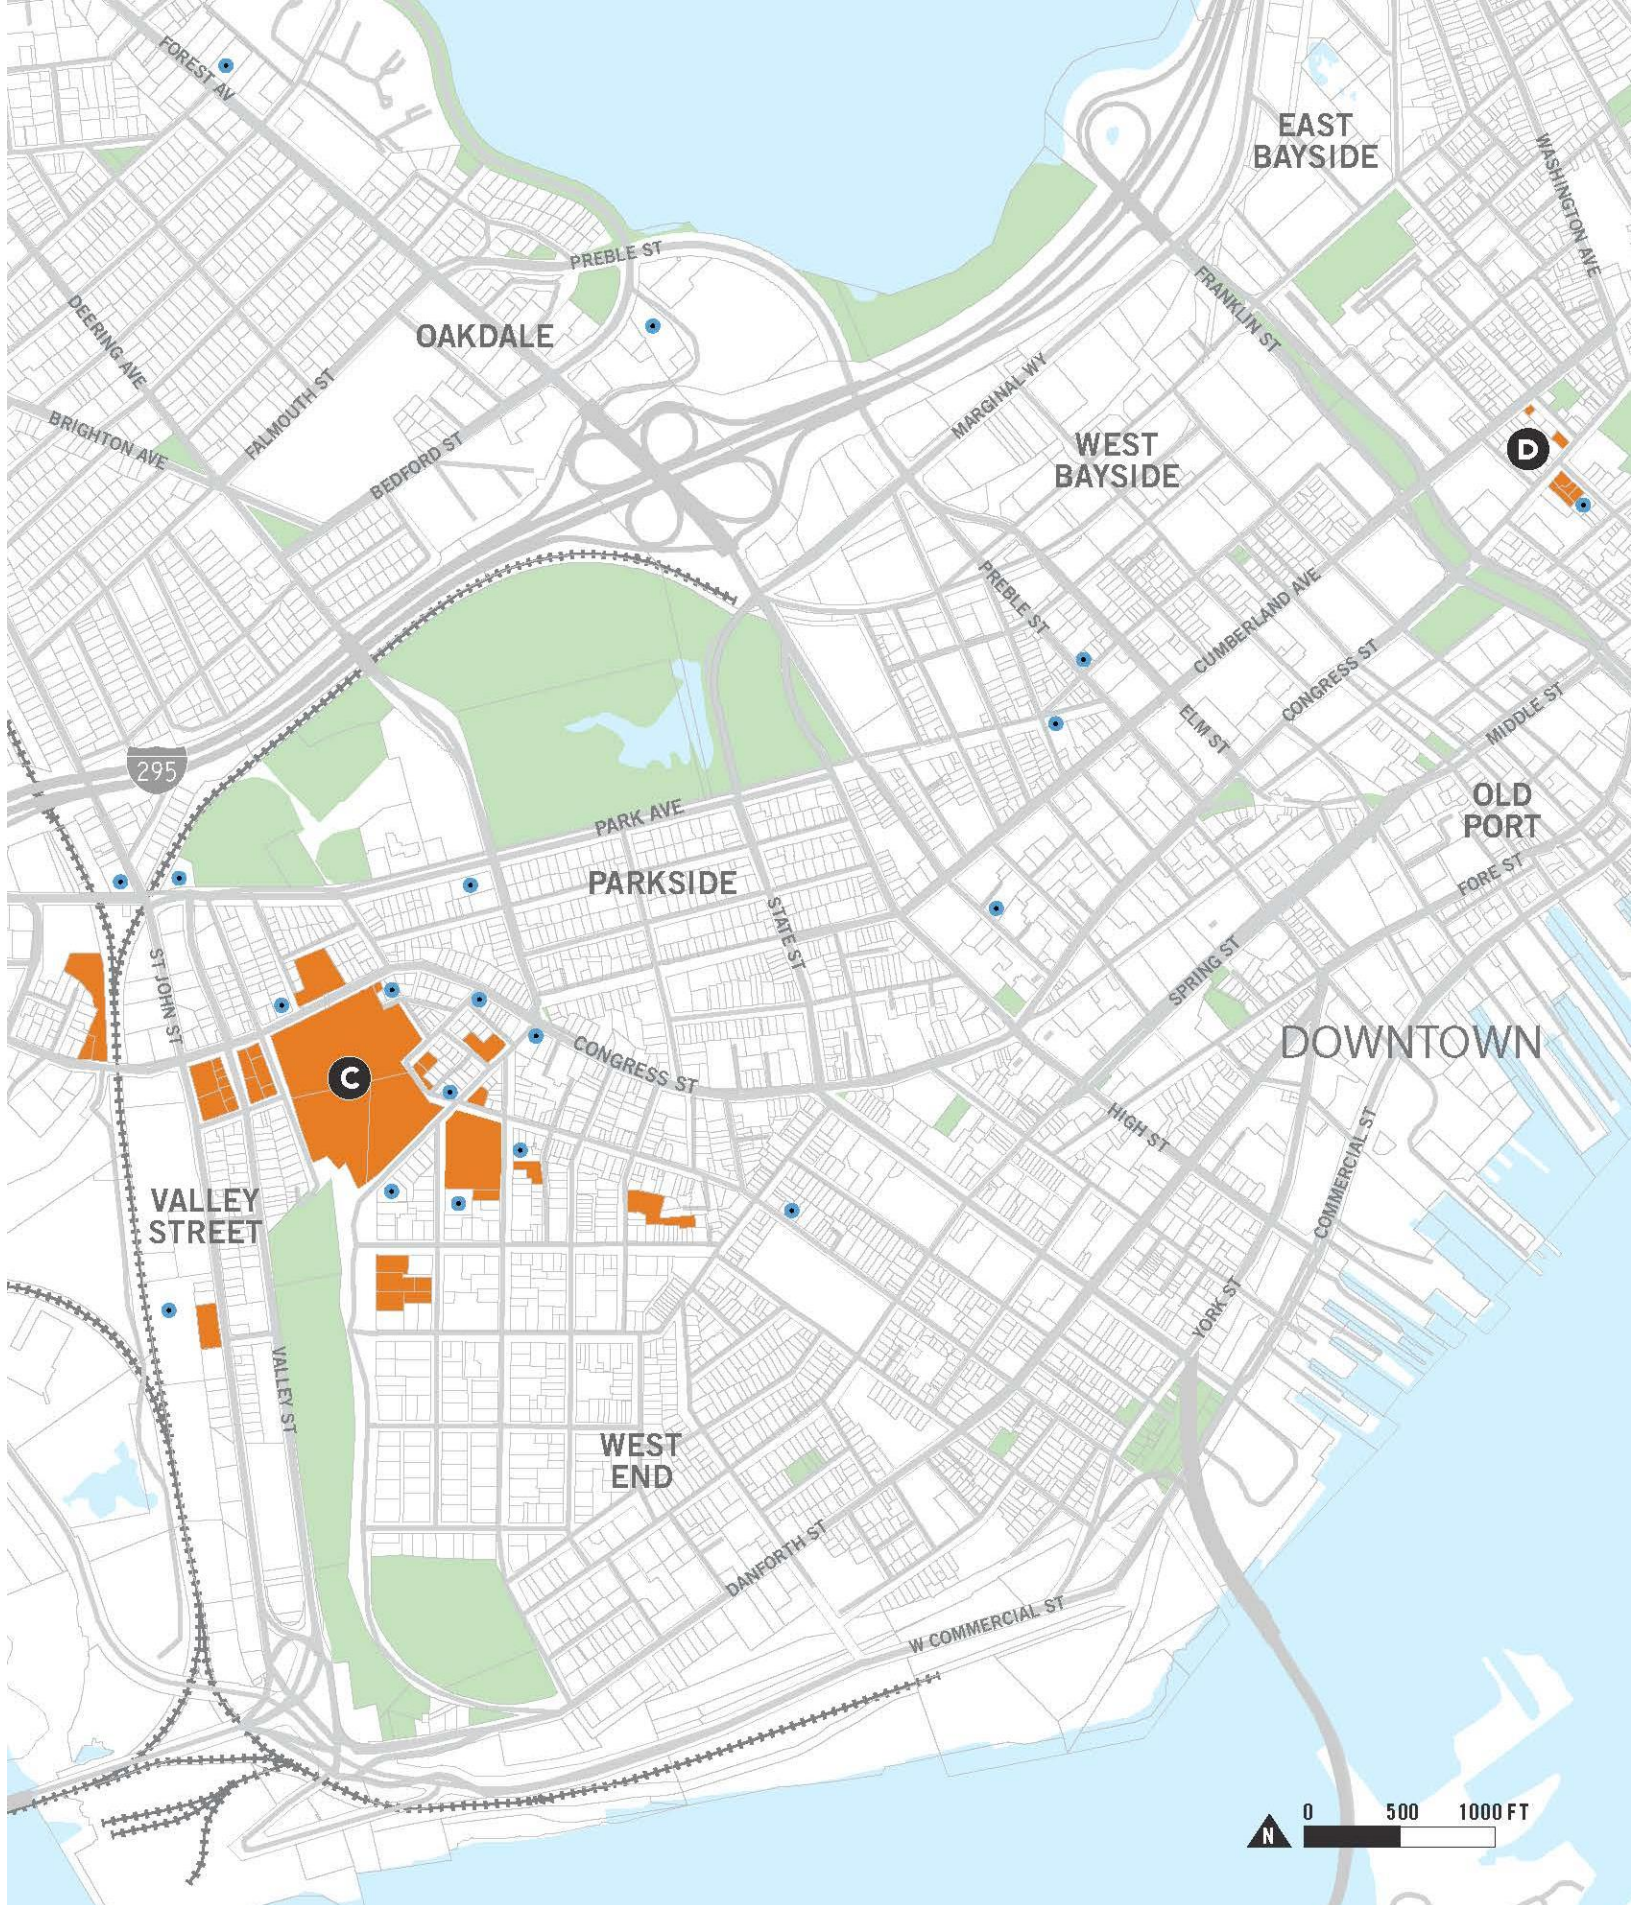 FOREST AV
EAST
BAYSIDE
WASHINGTON AVE
PREBLE ST
FRANKLIN ST
DEERING AVE
OAKDALE
FALMOUTH ST
MARGINAL WY
BRIGHTON AVE
BEDFORD ST
WEST
BAYSIDE
D
PREBLE ST
CUMBERLAND AVE
CONGRESS ST
ELM ST
MIDDLE ST
295
PARK AVE
OLD
PORT
PARKSIDE
FORE ST
STATE ST
ST JOHN ST
SPRING ST
DOWNTOWN
CONGRESS ST
C
HIGH ST
COMMERCIAL ST
VALLEY
STREET
YORK ST
VALLEY ST
WEST
END
DANFORTH ST
W COMMERCIAL ST
0 500 1000 FT
N